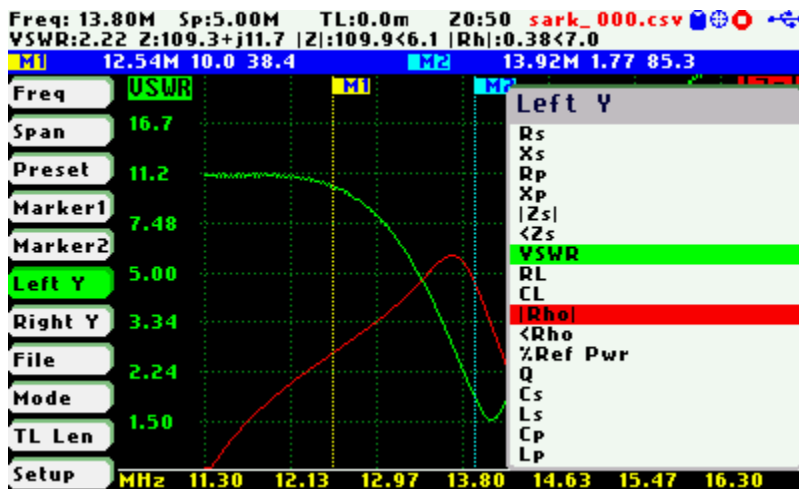 Freq: 13.80M Sp:5.00M TL:0.0m Z0:50 sark_000.csv
VSWR:2.22 Z:109.3+j11.7 |Z|:109.9<6.1 |Rh|:0.38<7.0
M1 12.54M 10.0 38.4 M2 13.92M 1.77 85.3
Freq
Span
Preset
Marker1
Marker2
Left Y
Right Y
File
Mode
TL Len
Setup
VSWR
16.7
11.2
7.48
5.00
3.34
2.24
1.50
M1
M2
Left Y
Rs
Xs
Rp
Xp
|Zs|
<Zs
VSWR
RL
CL
|Rho|
<Rho
%Ref Pwr
Q
Cs
Ls
Cp
Lp
MHz 11.30 12.13 12.97 13.80 14.63 15.47 16.30